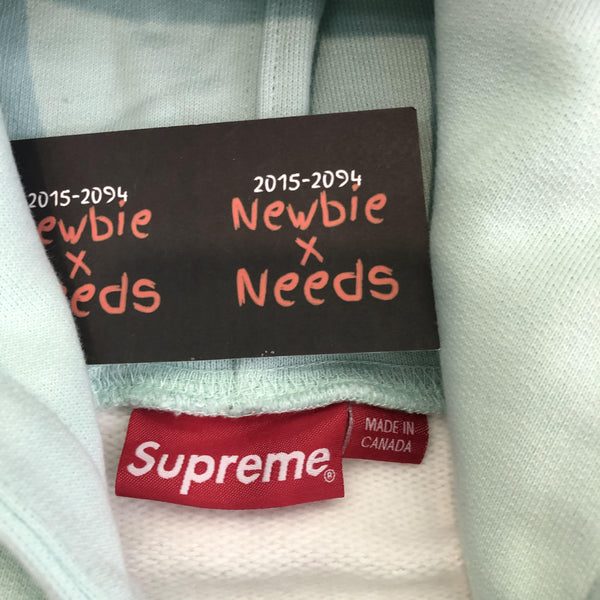 2015-2094
ewbie
x
eeds
2015-2094
Newbie
x
Needs
Supreme®
MADE IN
CANADA